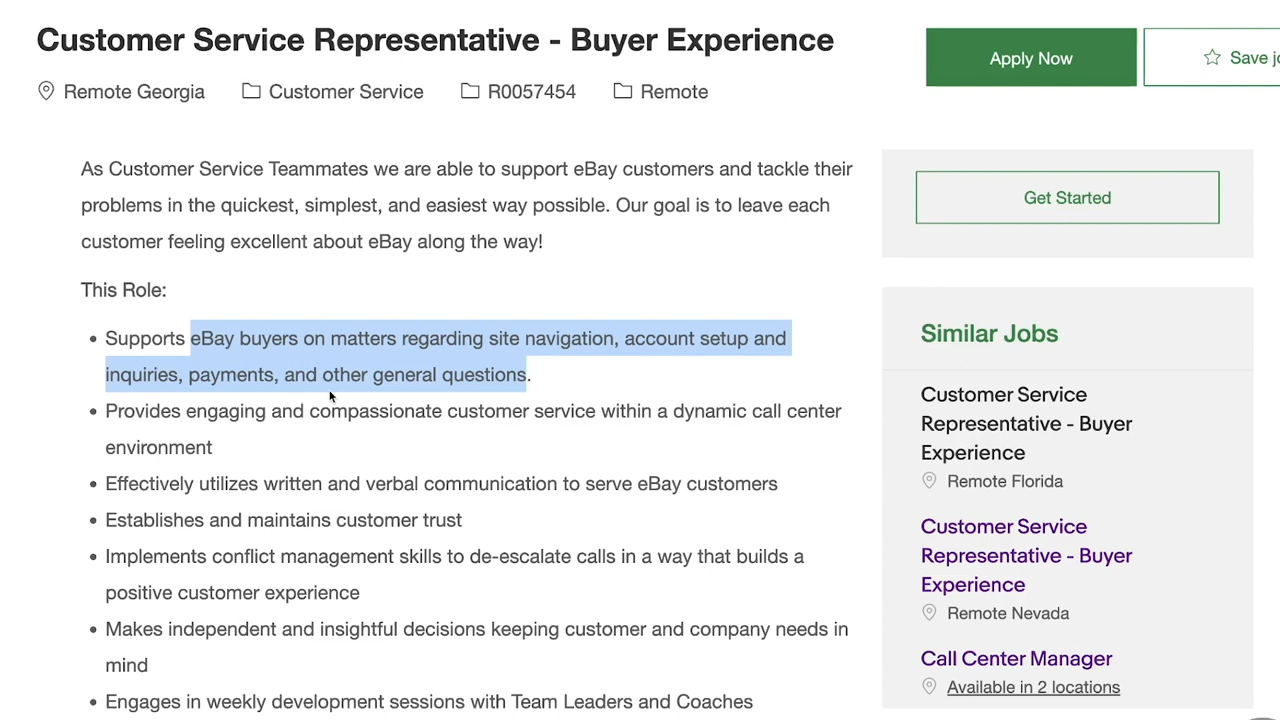 Customer Service Representative - Buyer Experience
Apply Now
Save
Remote Georgia
Customer Service
R0057454
Remote
As Customer Service Teammates we are able to support eBay customers and tackle their
problems in the quickest, simplest, and easiest way possible. Our goal is to leave each
customer feeling excellent about eBay along the way!
This Role:
• Supports eBay buyers on matters regarding site navigation, account setup and
inquiries, payments, and other general questions.
• Provides engaging and compassionate customer service within a dynamic call center
environment
• Effectively utilizes written and verbal communication to serve eBay customers
• Establishes and maintains customer trust
• Implements conflict management skills to de-escalate calls in a way that builds a
positive customer experience
• Makes independent and insightful decisions keeping customer and company needs in
mind
• Engages in weekly development sessions with Team Leaders and Coaches
Get Started
Similar Jobs
Customer Service
Representative - Buyer
Experience
Remote Florida
Customer Service
Representative - Buyer
Experience
Remote Nevada
Call Center Manager
Available in 2 locations